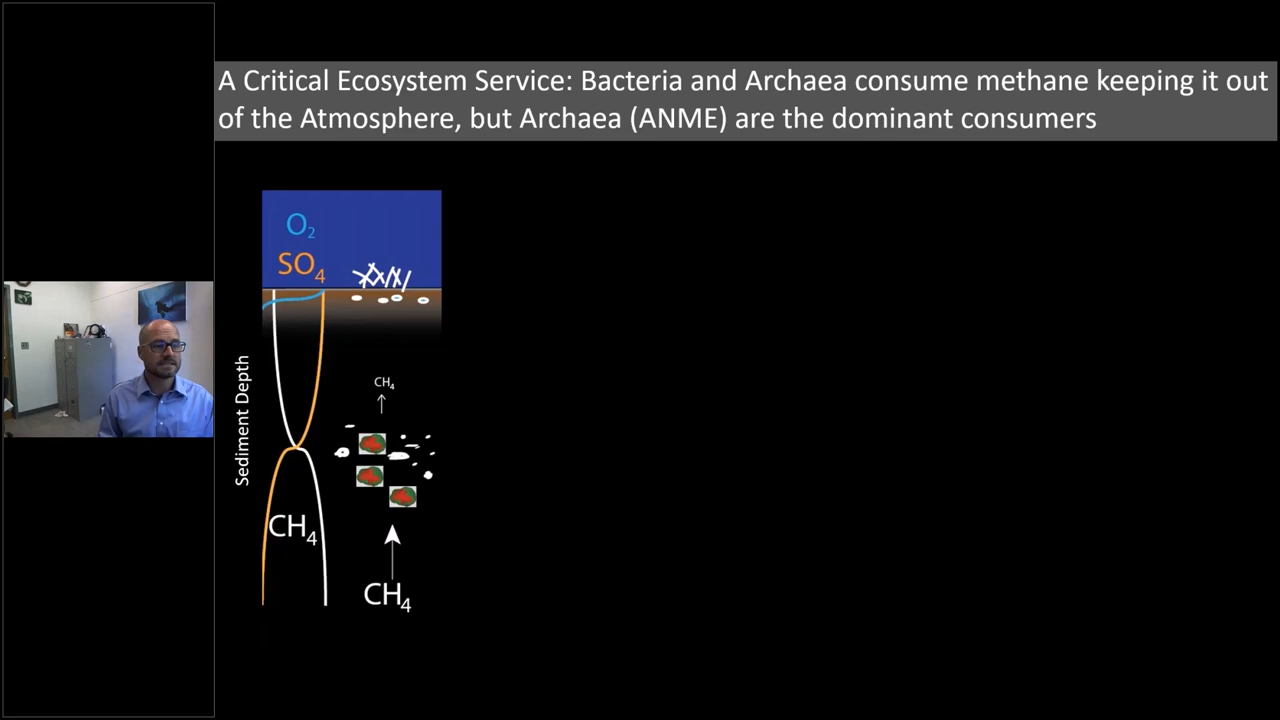 A Critical Ecosystem Service: Bacteria and Archaea consume methane keeping it out
of the Atmosphere, but Archaea (ANME) are the dominant consumers
O₂
SO₄
Sediment Depth
CH₄
CH₄
CH₄